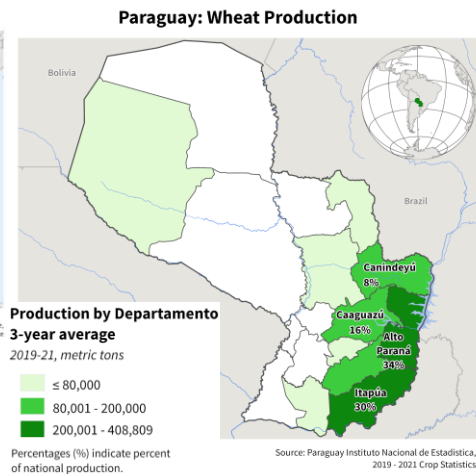 Paraguay: Wheat Production
Bolivia
Brazil
Canindeyú
8%
Caaguazú
16%
Alto
Paraná
34%
Itapúa
30%
Production by Departamento
3-year average
2019-21, metric tons
≤ 80,000
80,001 - 200,000
200,001 - 408,809
Percentages (%) indicate percent
of national production.
Source: Paraguay Instituto Nacional de Estadistica,
2019 - 2021 Crop Statistics